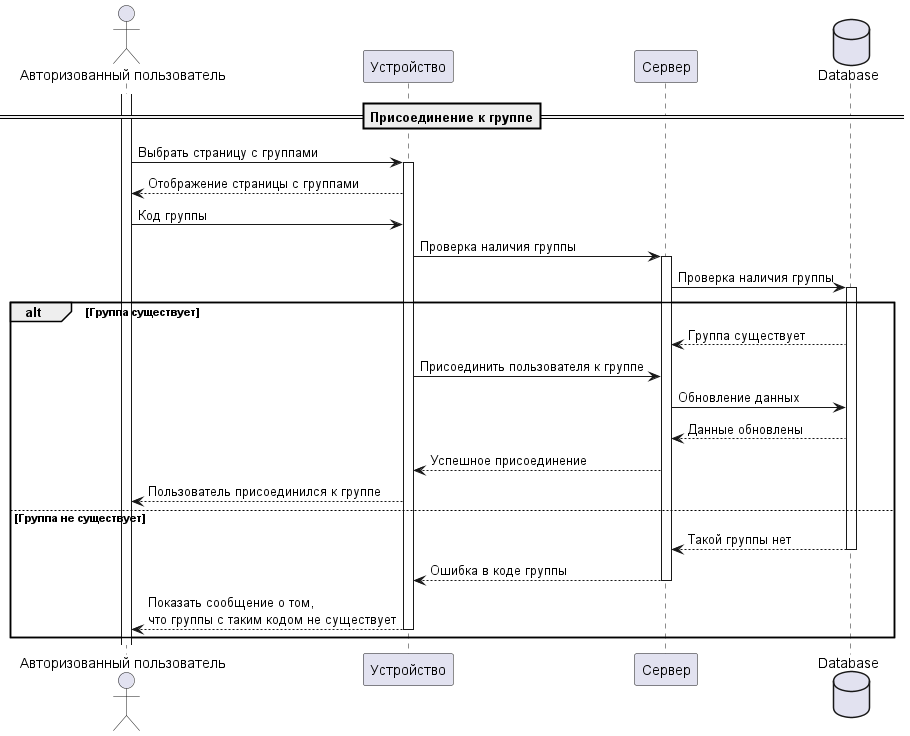 Авторизованный пользователь
Устройство
Сервер
Database
Присоединение к группе
Выбрать страницу с группами
Отображение страницы с группами
Код группы
Проверка наличия группы
Проверка наличия группы
alt
[Группа существует]
Группа существует
Присоединить пользователя к группе
Обновление данных
Данные обновлены
Успешное присоединение
Пользователь присоединился к группе
[Группа не существует]
Такой группы нет
Ошибка в коде группы
Показать сообщение о том,
что группы с таким кодом не существует
Авторизованный пользователь
Устройство
Сервер
Database